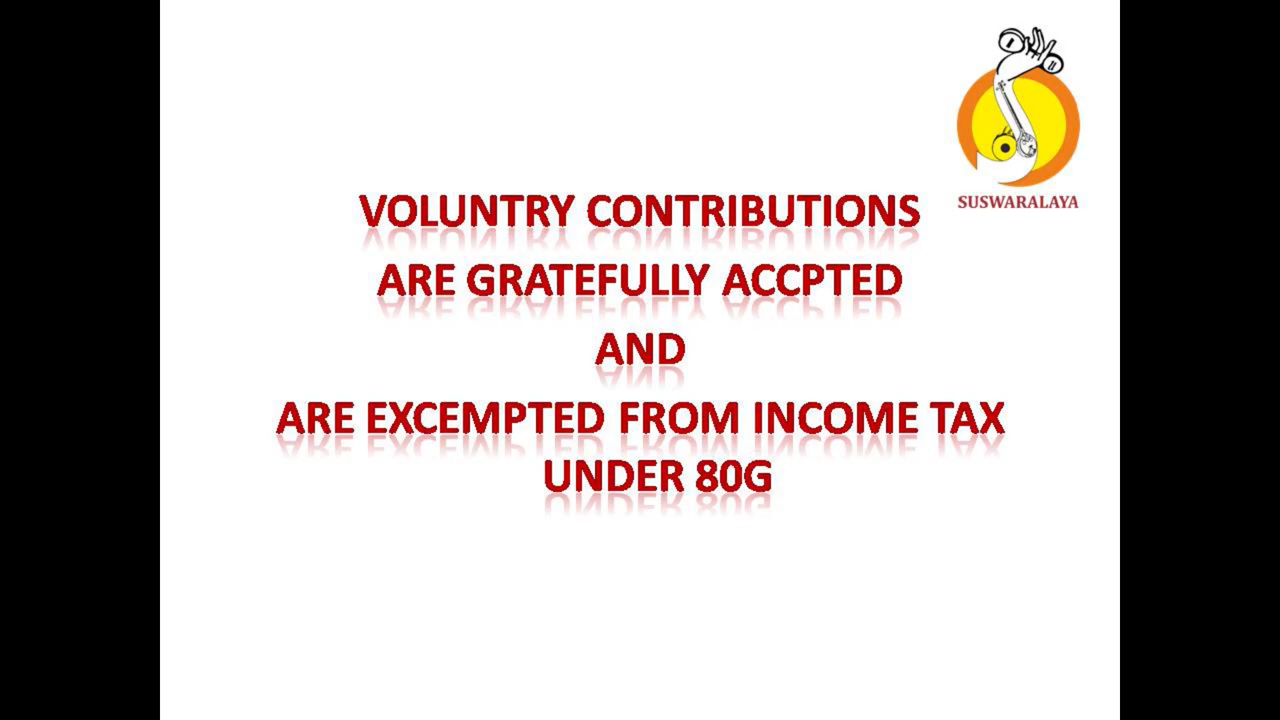 SUSWARALAYA
VOLUNTRY CONTRIBUTIONS
ARE GRATEFULLY ACCPTED
AND
ARE EXCEMPTED FROM INCOME TAX
UNDER 80G